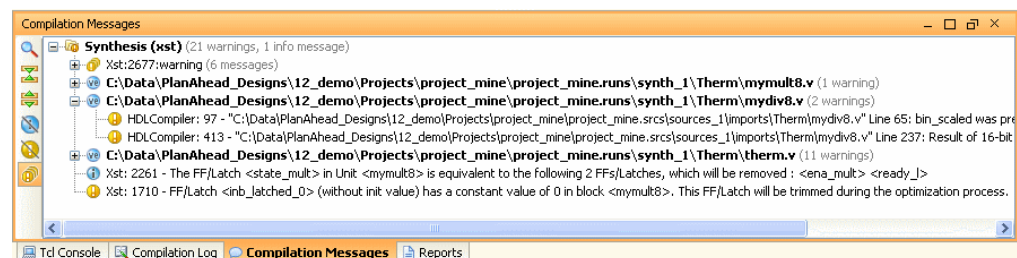 Compilation Messages
Synthesis (xst) (21 warnings, 1 info message)
Xst:2677:warning (6 messages)
C:\Data\PlanAhead_Designs\12_demo\Projects\project_mine\project_mine.runs\synth_1\Therm\mymult8.v (1 warning)
C:\Data\PlanAhead_Designs\12_demo\Projects\project_mine\project_mine.runs\synth_1\Therm\mydiv8.v (2 warnings)
HDLCompiler: 97 - "C:\Data\PlanAhead_Designs\12_demo\Projects\project_mine\project_mine.srcs\sources_1\imports\Therm\mydiv8.v" Line 65: bin_scaled was pre
HDLCompiler: 413 - "C:\Data\PlanAhead_Designs\12_demo\Projects\project_mine\project_mine.srcs\sources_1\imports\Therm\mydiv8.v" Line 237: Result of 16-bit
C:\Data\PlanAhead_Designs\12_demo\Projects\project_mine\project_mine.runs\synth_1\Therm\therm.v (11 warnings)
Xst: 2261 - The FF/Latch <state_mult> in Unit <mymult8> is equivalent to the following 2 FFs/Latches, which will be removed : <ena_mult> <ready_l>
Xst: 1710 - FF/Latch <inb_latched_0> (without init value) has a constant value of 0 in block <mymult8>. This FF/Latch will be trimmed during the optimization process.
Tcl Console Compilation Log Compilation Messages Reports